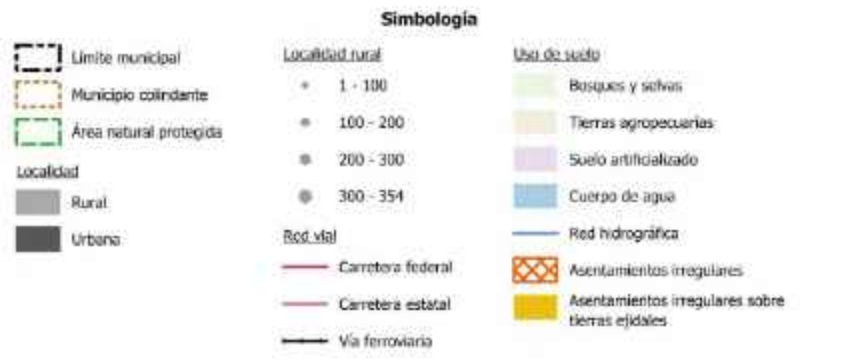 Simbología
Límite municipal
Municipio colindante
Área natural protegida
Localidad
Rural
Urbana
Localidad rural
1 - 100
100 - 200
200 - 300
300 - 354
Red vial
Carretera federal
Carretera estatal
Vía ferroviaria
Uso de suelo
Bosques y selvas
Tierras agropecuarias
Suelo artificializado
Cuerpo de agua
Red hidrográfica
Asentamientos irregulares
Asentamientos irregulares sobre
tierras ejidales